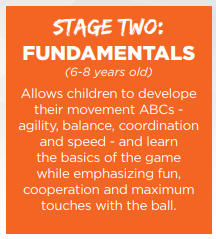 STAGE TWO:
FUNDAMENTALS
(6-8 years old)
Allows children to develope
their movement ABCs -
agility, balance, coordination
and speed - and learn
the basics of the game
while emphasizing fun,
cooperation and maximum
touches with the ball.